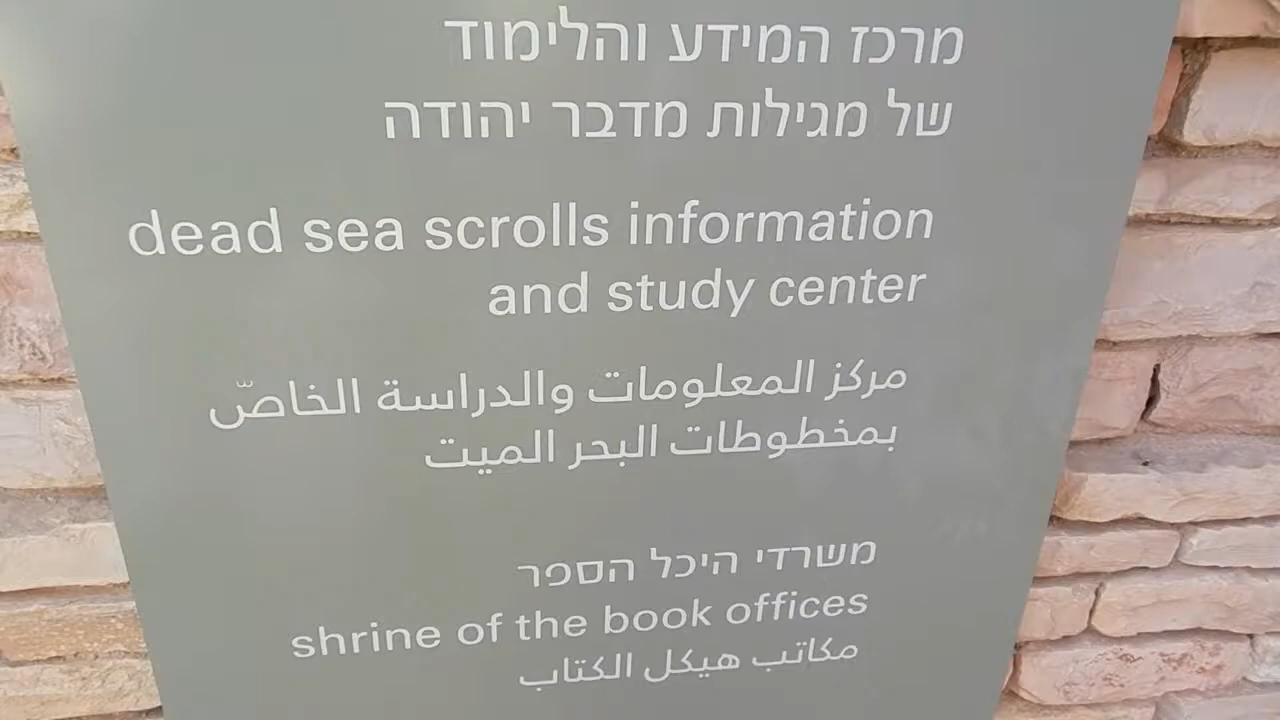 מרכז המידע והלימוד
של מגילות מדבר יהודה
dead sea scrolls information
and study center
مركز المعلومات والدراسة الخاصّ
بمخطوطات البحر الميت
משרדי היכל הספר
shrine of the book offices
مكاتب هيكل الكتاب